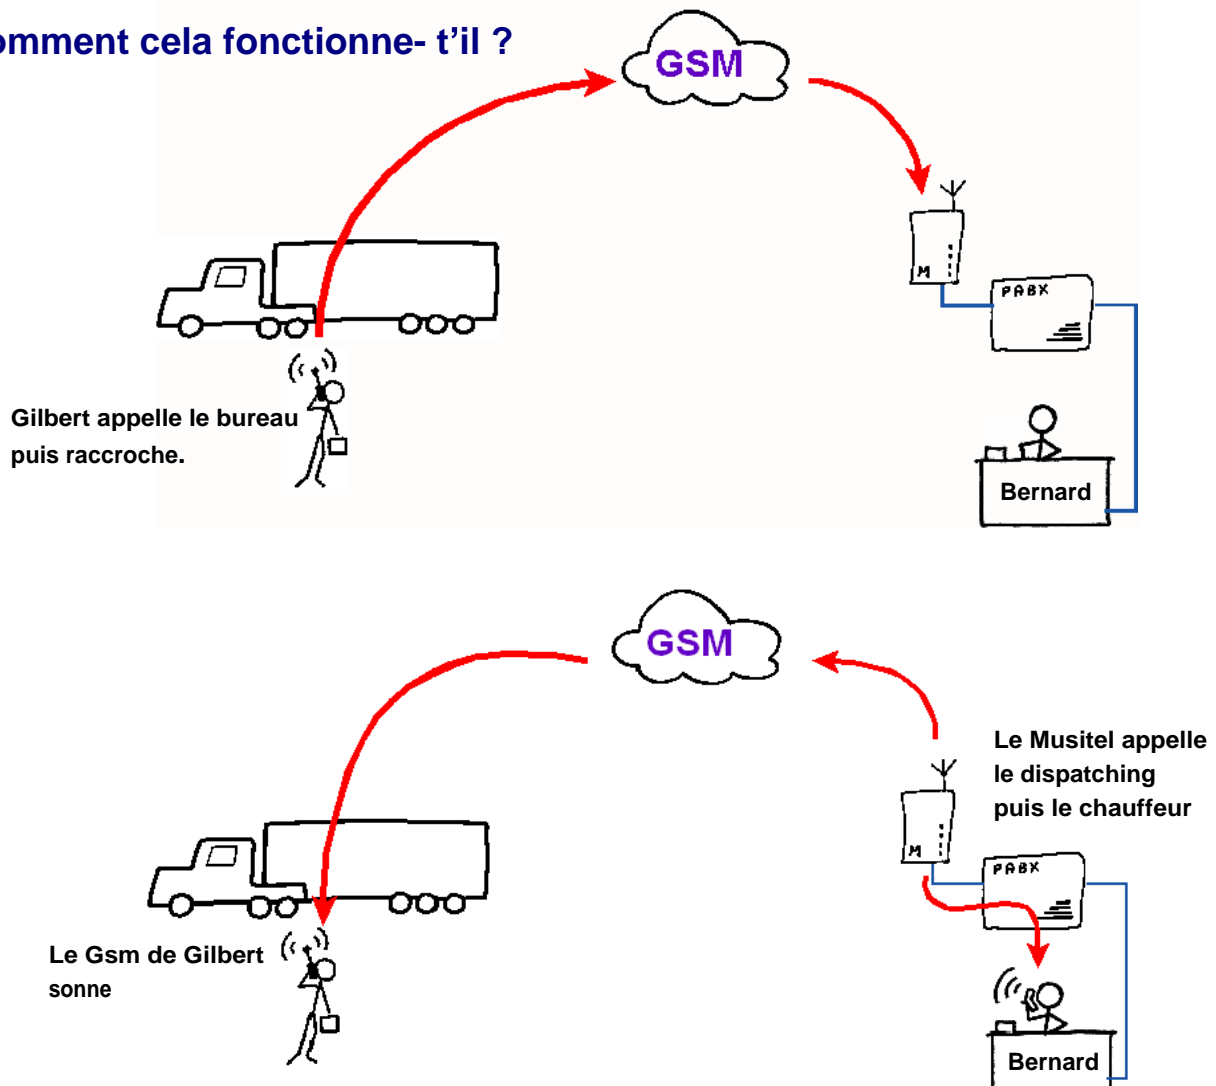 omment cela fonctionne- t'il ?
GSM
M
PABX
Gilbert appelle le bureau
puis raccroche.
Bernard
GSM
Le Musitel appelle
le dispatching
puis le chauffeur
M
PABX
Le Gsm de Gilbert
sonne
Bernard